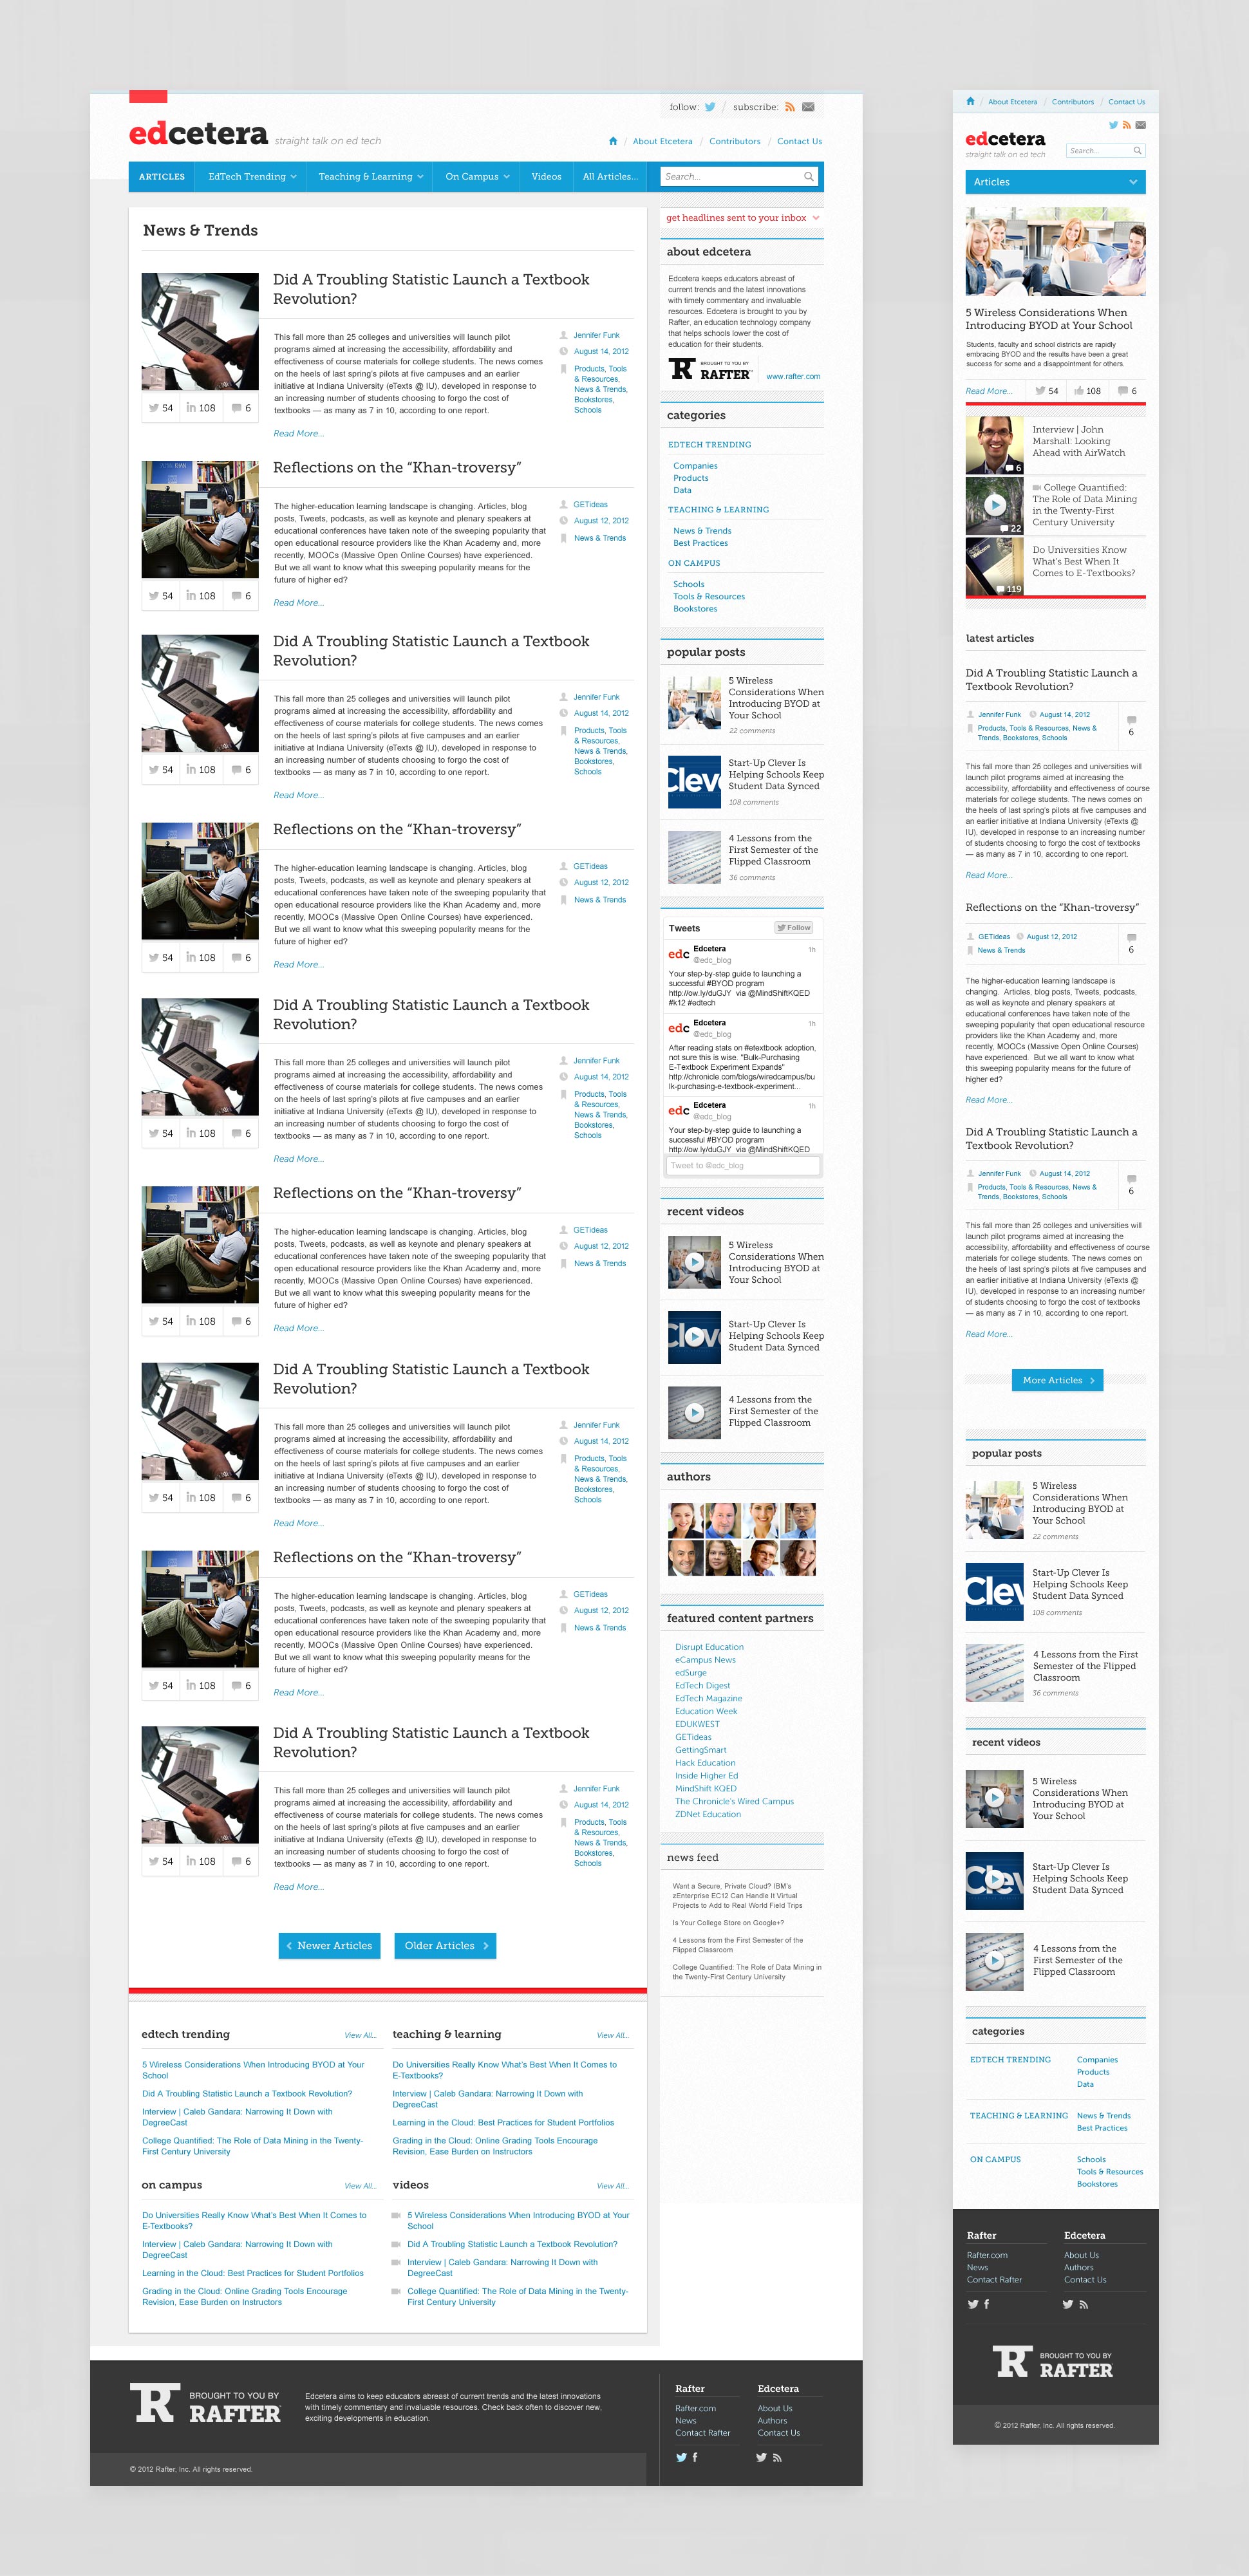 follow: / subscribe:
edcetera straight talk on ed tech
/ About Etcetera / Contributors / Contact Us
ARTICLES EdTech Trending Teaching & Learning On Campus Videos All Articles... Search...
News & Trends
Did A Troubling Statistic Launch a Textbook
Revolution?
This fall more than 25 colleges and universities will launch pilot
programs aimed at increasing the accessibility, affordability and
effectiveness of course materials for college students. The news comes
on the heels of last spring's pilots at five campuses and an earlier
initiative at Indiana University (eTexts @ IU), developed in response to
an increasing number of students choosing to forgo the cost of
textbooks — as many as 7 in 10, according to one report.
Read More...
Jennifer Funk
August 14, 2012
Products, Tools
& Resources,
News & Trends,
Bookstores,
Schools
54 108 6
Reflections on the “Khan-troversy”
The higher-education learning landscape is changing. Articles, blog
posts, Tweets, podcasts, as well as keynote and plenary speakers at
educational conferences have taken note of the sweeping popularity that
open educational resource providers like the Khan Academy and, more
recently, MOOCs (Massive Open Online Courses) have experienced.
But we all want to know what this sweeping popularity means for the
future of higher ed?
Read More...
GETideas
August 12, 2012
News & Trends
54 108 6
Did A Troubling Statistic Launch a Textbook
Revolution?
This fall more than 25 colleges and universities will launch pilot
programs aimed at increasing the accessibility, affordability and
effectiveness of course materials for college students. The news comes
on the heels of last spring's pilots at five campuses and an earlier
initiative at Indiana University (eTexts @ IU), developed in response to
an increasing number of students choosing to forgo the cost of
textbooks — as many as 7 in 10, according to one report.
Read More...
Jennifer Funk
August 14, 2012
Products, Tools
& Resources,
News & Trends,
Bookstores,
Schools
54 108 6
Reflections on the “Khan-troversy”
The higher-education learning landscape is changing. Articles, blog
posts, Tweets, podcasts, as well as keynote and plenary speakers at
educational conferences have taken note of the sweeping popularity that
open educational resource providers like the Khan Academy and, more
recently, MOOCs (Massive Open Online Courses) have experienced.
But we all want to know what this sweeping popularity means for the
future of higher ed?
Read More...
GETideas
August 12, 2012
News & Trends
54 108 6
Did A Troubling Statistic Launch a Textbook
Revolution?
This fall more than 25 colleges and universities will launch pilot
programs aimed at increasing the accessibility, affordability and
effectiveness of course materials for college students. The news comes
on the heels of last spring's pilots at five campuses and an earlier
initiative at Indiana University (eTexts @ IU), developed in response to
an increasing number of students choosing to forgo the cost of
textbooks — as many as 7 in 10, according to one report.
Read More...
Jennifer Funk
August 14, 2012
Products, Tools
& Resources,
News & Trends,
Bookstores,
Schools
54 108 6
Reflections on the “Khan-troversy”
The higher-education learning landscape is changing. Articles, blog
posts, Tweets, podcasts, as well as keynote and plenary speakers at
educational conferences have taken note of the sweeping popularity that
open educational resource providers like the Khan Academy and, more
recently, MOOCs (Massive Open Online Courses) have experienced.
But we all want to know what this sweeping popularity means for the
future of higher ed?
Read More...
GETideas
August 12, 2012
News & Trends
54 108 6
Did A Troubling Statistic Launch a Textbook
Revolution?
This fall more than 25 colleges and universities will launch pilot
programs aimed at increasing the accessibility, affordability and
effectiveness of course materials for college students. The news comes
on the heels of last spring's pilots at five campuses and an earlier
initiative at Indiana University (eTexts @ IU), developed in response to
an increasing number of students choosing to forgo the cost of
textbooks — as many as 7 in 10, according to one report.
Read More...
Jennifer Funk
August 14, 2012
Products, Tools
& Resources,
News & Trends,
Bookstores,
Schools
54 108 6
Reflections on the “Khan-troversy”
The higher-education learning landscape is changing. Articles, blog
posts, Tweets, podcasts, as well as keynote and plenary speakers at
educational conferences have taken note of the sweeping popularity that
open educational resource providers like the Khan Academy and, more
recently, MOOCs (Massive Open Online Courses) have experienced.
But we all want to know what this sweeping popularity means for the
future of higher ed?
Read More...
GETideas
August 12, 2012
News & Trends
54 108 6
Did A Troubling Statistic Launch a Textbook
Revolution?
This fall more than 25 colleges and universities will launch pilot
programs aimed at increasing the accessibility, affordability and
effectiveness of course materials for college students. The news comes
on the heels of last spring's pilots at five campuses and an earlier
initiative at Indiana University (eTexts @ IU), developed in response to
an increasing number of students choosing to forgo the cost of
textbooks — as many as 7 in 10, according to one report.
Read More...
Jennifer Funk
August 14, 2012
Products, Tools
& Resources,
News & Trends,
Bookstores,
Schools
54 108 6
Newer Articles Older Articles
edtech trending View All...
5 Wireless Considerations When Introducing BYOD at Your
School
Did A Troubling Statistic Launch a Textbook Revolution?
Interview | Caleb Gandara: Narrowing It Down with
DegreeCast
College Quantified: The Role of Data Mining in the Twenty-
First Century University
teaching & learning View All...
Do Universities Really Know What's Best When It Comes to
E-Textbooks?
Interview | Caleb Gandara: Narrowing It Down with
DegreeCast
Learning in the Cloud: Best Practices for Student Portfolios
Grading in the Cloud: Online Grading Tools Encourage
Revision, Ease Burden on Instructors
on campus View All...
Do Universities Really Know What's Best When It Comes to
E-Textbooks?
Interview | Caleb Gandara: Narrowing It Down with
DegreeCast
Learning in the Cloud: Best Practices for Student Portfolios
Grading in the Cloud: Online Grading Tools Encourage
Revision, Ease Burden on Instructors
videos View All...
5 Wireless Considerations When Introducing BYOD at Your
School
Did A Troubling Statistic Launch a Textbook Revolution?
Interview | Caleb Gandara: Narrowing It Down with
DegreeCast
College Quantified: The Role of Data Mining in the Twenty-
First Century University
get headlines sent to your inbox
about edcetera
Edcetera keeps educators abreast of
current trends and the latest innovations
with timely commentary and invaluable
resources. Edcetera is brought to you by
Rafter, an education technology company
that helps schools lower the cost of
education for their students.
BROUGHT TO YOU BY
RAFTER www.rafter.com
categories
EDTECH TRENDING
Companies
Products
Data
TEACHING & LEARNING
News & Trends
Best Practices
ON CAMPUS
Schools
Tools & Resources
Bookstores
popular posts
5 Wireless
Considerations When
Introducing BYOD at
Your School
22 comments
Clev
Start-Up Clever Is
Helping Schools Keep
Student Data Synced
108 comments
4 Lessons from the
First Semester of the
Flipped Classroom
36 comments
Tweets Follow
edc Edcetera 1h
@edc_blog
Your step-by-step guide to launching a
successful #BYOD program
http://ow.ly/duGJY via @MindShiftKQED
#k12 #edtech
edc Edcetera 1h
@edc_blog
After reading stats on #etextbook adoption,
not sure this is wise. "Bulk-Purchasing
E-Textbook Experiment Expands"
http://chronicle.com/blogs/wiredcampus/bu
lk-purchasing-e-textbook-experiment...
edc Edcetera 1h
@edc_blog
Your step-by-step guide to launching a
successful #BYOD program
http://ow.ly/duGJY via @MindShiftKQED
Tweet to @edc_blog
recent videos
5 Wireless
Considerations When
Introducing BYOD at
Your School
Clev
Start-Up Clever Is
Helping Schools Keep
Student Data Synced
4 Lessons from the
First Semester of the
Flipped Classroom
authors
featured content partners
Disrupt Education
eCampus News
edSurge
EdTech Digest
EdTech Magazine
Education Week
EDUKWEST
GETideas
GettingSmart
Hack Education
Inside Higher Ed
MindShift KQED
The Chronicle's Wired Campus
ZDNet Education
news feed
Want a Secure, Private Cloud? IBM's
zEnterprise EC12 Can Handle It Virtual
Projects to Add to Real World Field Trips
Is Your College Store on Google+?
4 Lessons from the First Semester of the
Flipped Classroom
College Quantified: The Role of Data Mining in
the Twenty-First Century University
BROUGHT TO YOU BY
RAFTER
Edcetera aims to keep educators abreast of current trends and the latest innovations
with timely commentary and invaluable resources. Check back often to discover new,
exciting developments in education.
Rafter
Rafter.com
News
Contact Rafter
Edcetera
About Us
Authors
Contact Us
© 2012 Rafter, Inc. All rights reserved.
/ About Etcetera / Contributors / Contact Us
edcetera
straight talk on ed tech
Search...
Articles
5 Wireless Considerations When
Introducing BYOD at Your School
Students, faculty and school districts are rapidly
embracing BYOD and the results have been a great
success for some and a disappointment for others.
Read More... 54 108 6
Interview | John
Marshall: Looking
Ahead with AirWatch
6
College Quantified:
The Role of Data Mining
in the Twenty-First
Century University
22
Do Universities Know
What's Best When It
Comes to E-Textbooks?
119
latest articles
Did A Troubling Statistic Launch a
Textbook Revolution?
Jennifer Funk August 14, 2012
Products, Tools & Resources, News &
Trends, Bookstores, Schools
6
This fall more than 25 colleges and universities will
launch pilot programs aimed at increasing the
accessibility, affordability and effectiveness of course
materials for college students. The news comes on
the heels of last spring's pilots at five campuses and
an earlier initiative at Indiana University (eTexts @
IU), developed in response to an increasing number
of students choosing to forgo the cost of textbooks
— as many as 7 in 10, according to one report.
Read More...
Reflections on the “Khan-troversy”
GETideas August 12, 2012
News & Trends
6
The higher-education learning landscape is
changing. Articles, blog posts, Tweets, podcasts,
as well as keynote and plenary speakers at
educational conferences have taken note of the
sweeping popularity that open educational resource
providers like the Khan Academy and, more
recently, MOOCs (Massive Open Online Courses)
have experienced. But we all want to know what
this sweeping popularity means for the future of
higher ed?
Read More...
Did A Troubling Statistic Launch a
Textbook Revolution?
Jennifer Funk August 14, 2012
Products, Tools & Resources, News &
Trends, Bookstores, Schools
6
This fall more than 25 colleges and universities will
launch pilot programs aimed at increasing the
accessibility, affordability and effectiveness of course
materials for college students. The news comes on
the heels of last spring's pilots at five campuses and
an earlier initiative at Indiana University (eTexts @
IU), developed in response to an increasing number
of students choosing to forgo the cost of textbooks
— as many as 7 in 10, according to one report.
Read More...
More Articles
popular posts
5 Wireless
Considerations When
Introducing BYOD at
Your School
22 comments
Clev
Start-Up Clever Is
Helping Schools Keep
Student Data Synced
108 comments
4 Lessons from the First
Semester of the Flipped
Classroom
36 comments
recent videos
5 Wireless
Considerations When
Introducing BYOD at
Your School
Clev
Start-Up Clever Is
Helping Schools Keep
Student Data Synced
4 Lessons from the
First Semester of the
Flipped Classroom
categories
EDTECH TRENDING Companies
Products
Data
TEACHING & LEARNING News & Trends
Best Practices
ON CAMPUS Schools
Tools & Resources
Bookstores
Rafter
Rafter.com
News
Contact Rafter
Edcetera
About Us
Authors
Contact Us
BROUGHT TO YOU BY
RAFTER
© 2012 Rafter, Inc. All rights reserved.